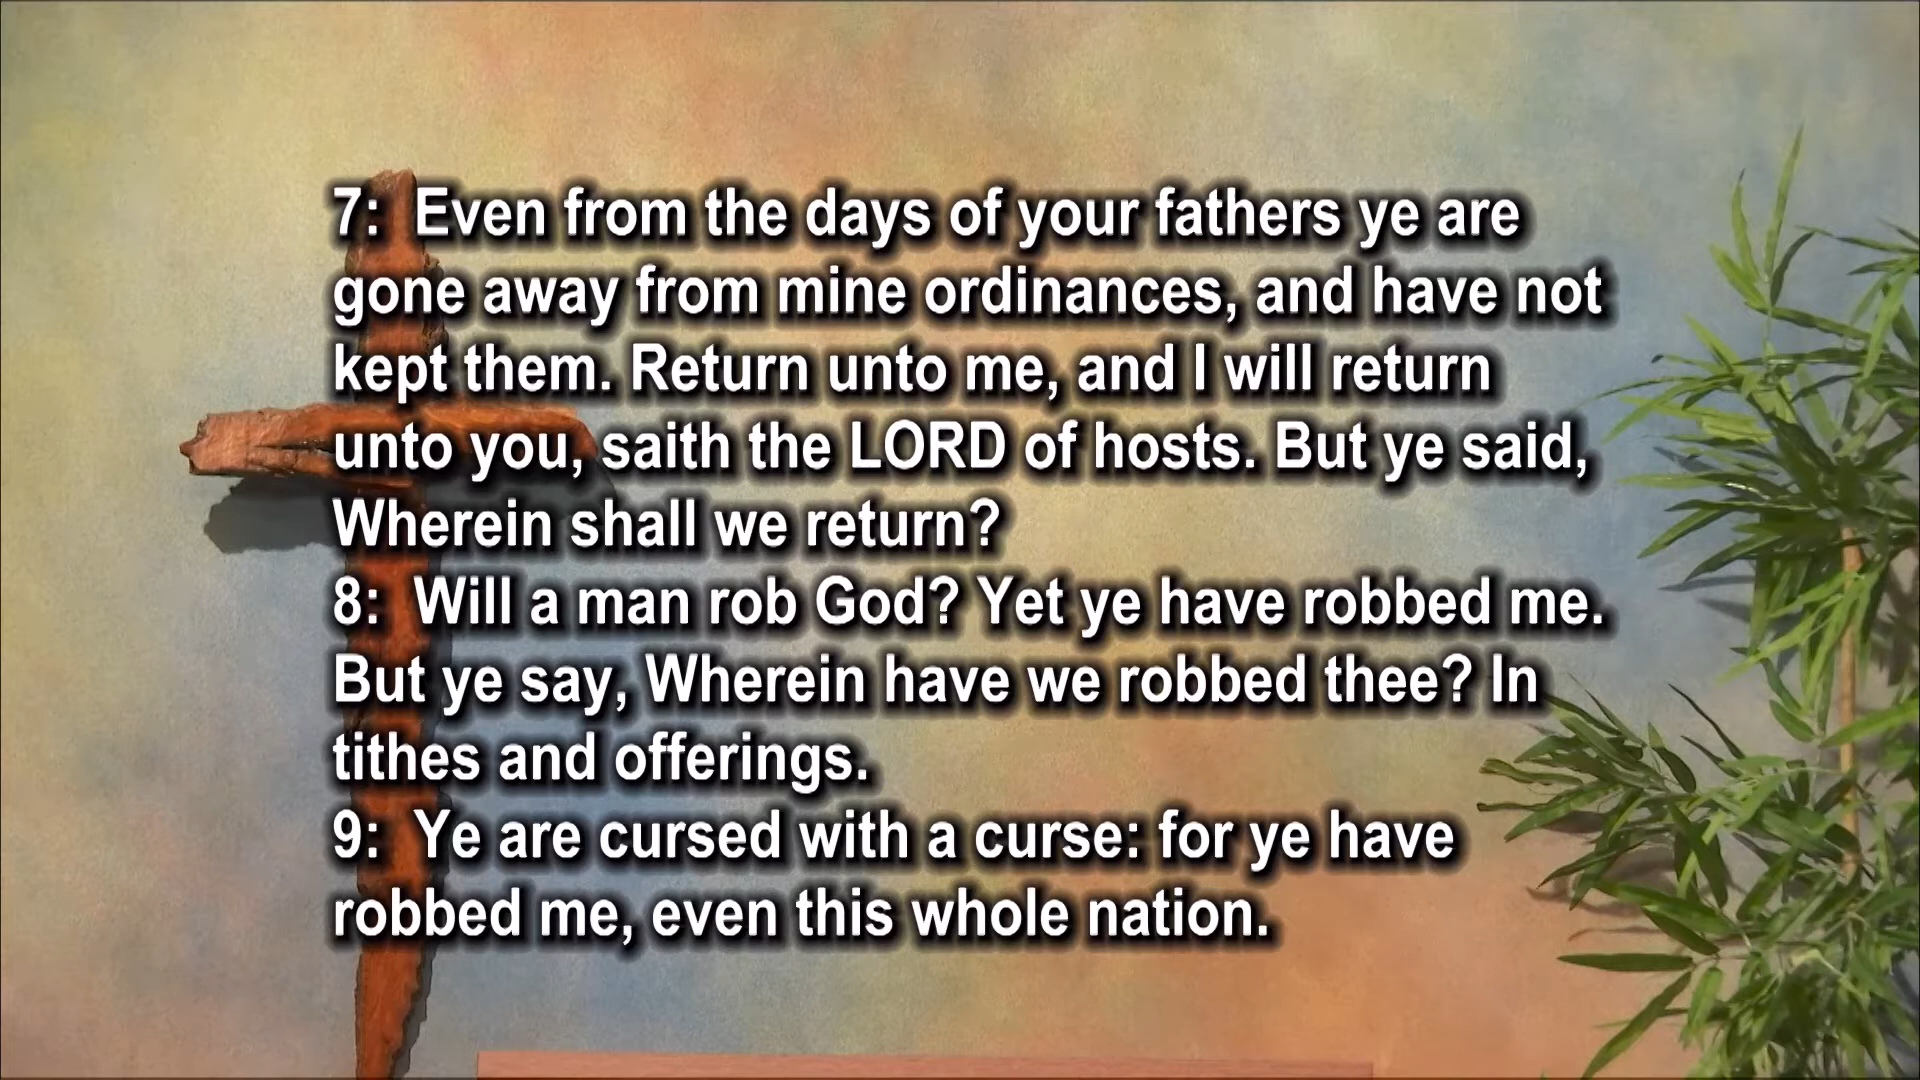 7:  Even from the days of your fathers ye are
gone away from mine ordinances, and have not
kept them. Return unto me, and I will return
unto you, saith the LORD of hosts. But ye said,
Wherein shall we return?
8:  Will a man rob God? Yet ye have robbed me.
But ye say, Wherein have we robbed thee? In
tithes and offerings.
9:  Ye are cursed with a curse: for ye have
robbed me, even this whole nation.